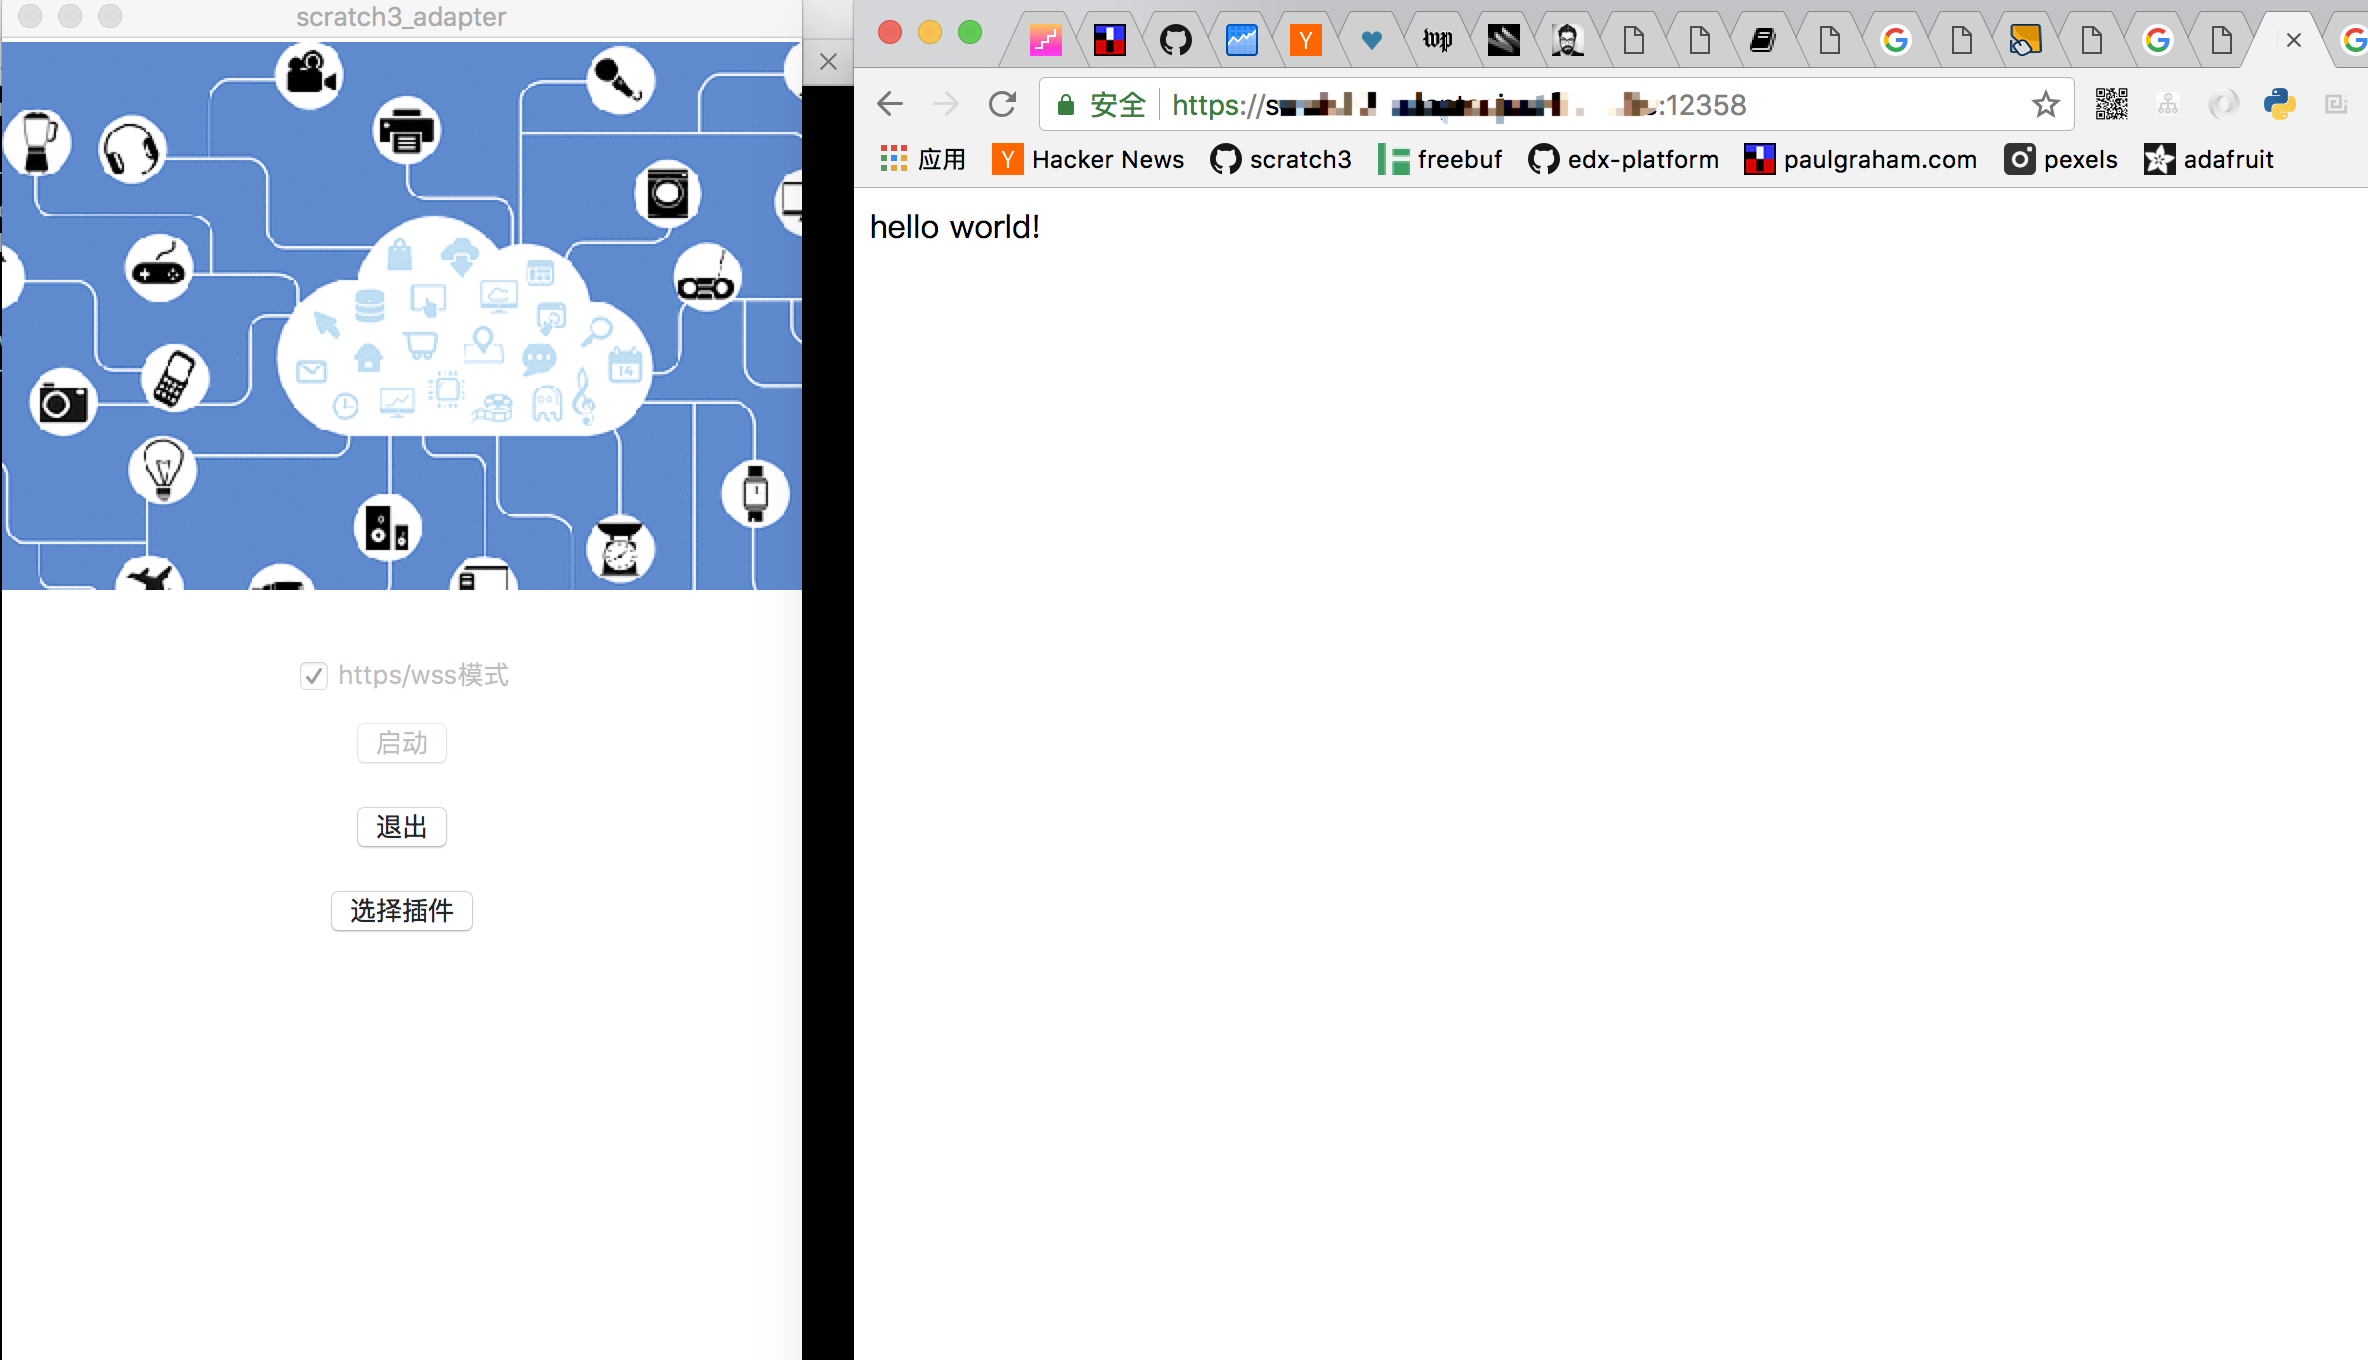 scratch3_adapter
https/wss模式
启动
退出
选择插件
安全 https://s :12358
应用 Hacker News scratch3 freebuf edx-platform paulgraham.com pexels adafruit
hello world!